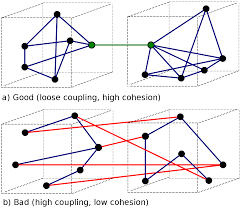 a) Good (loose coupling, high cohesion)
b) Bad (high coupling, low cohesion)